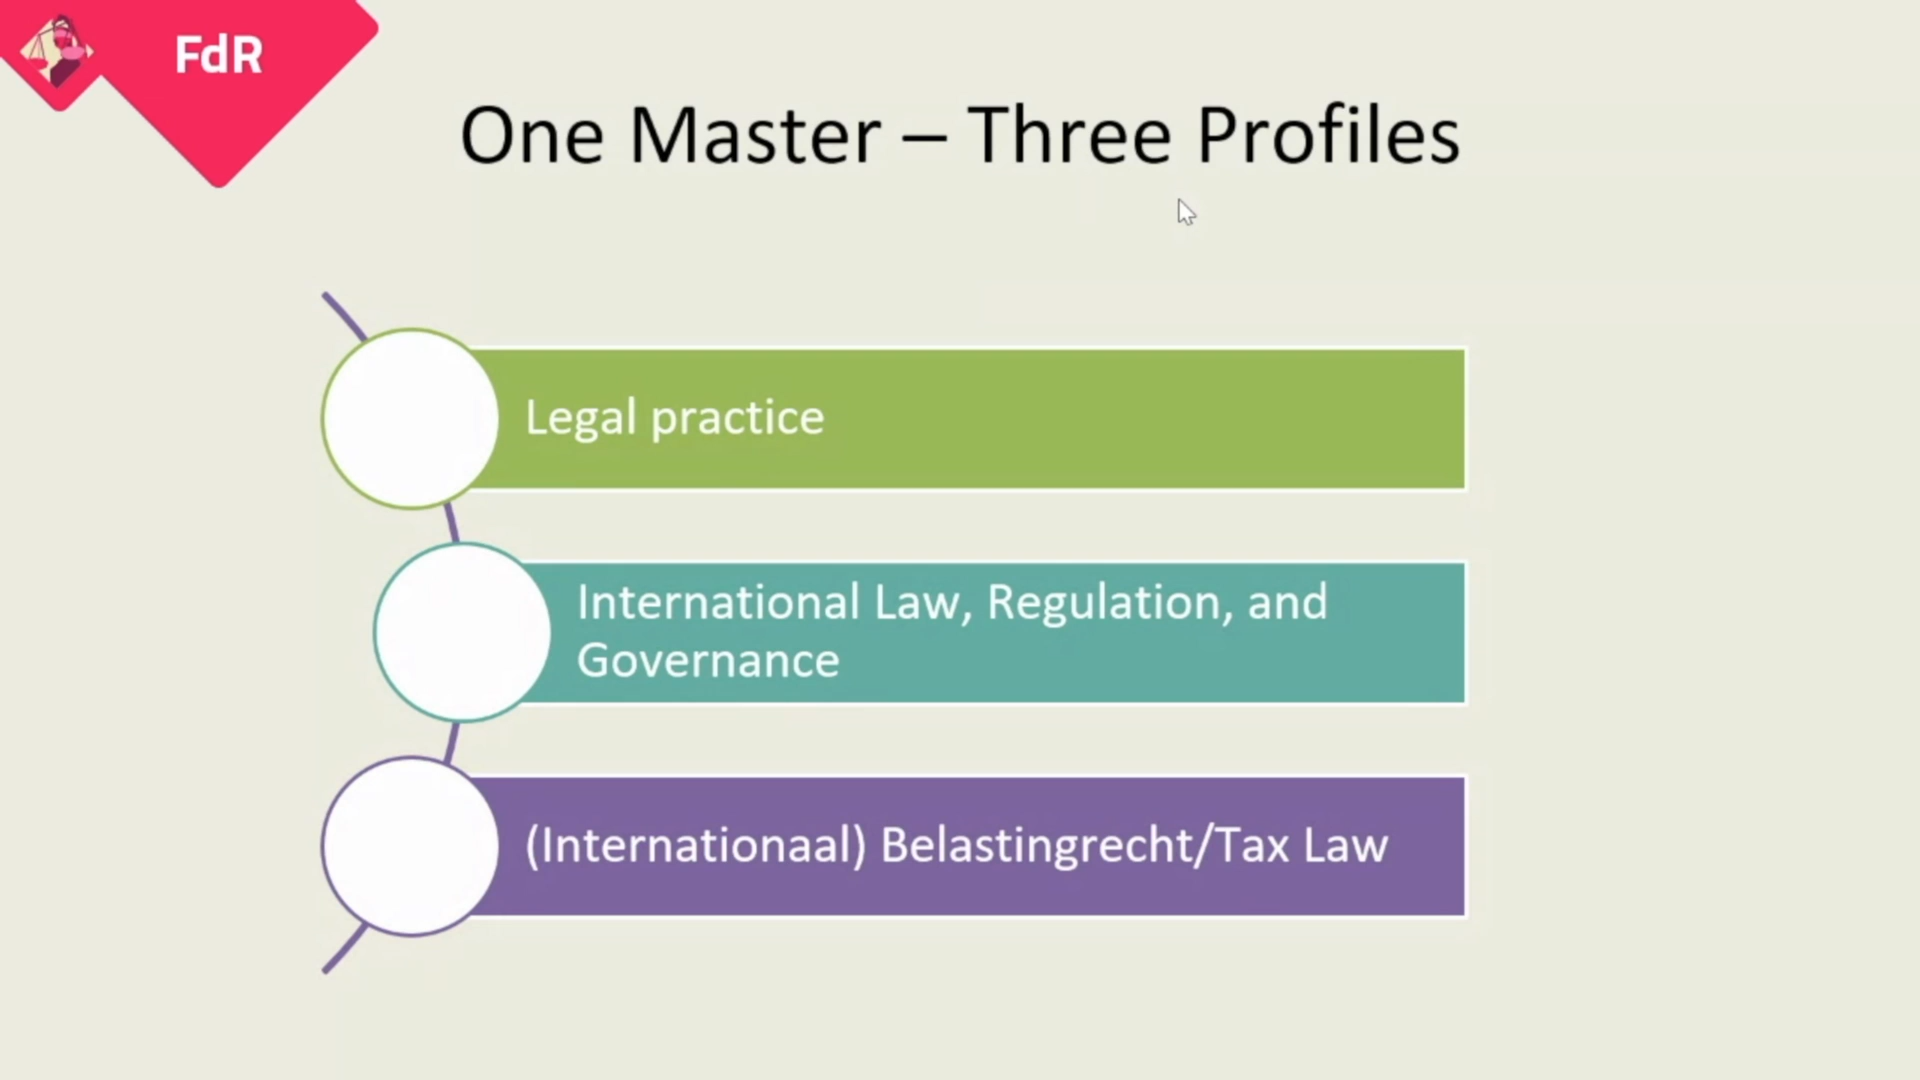 FdR
One Master – Three Profiles
Legal practice
International Law, Regulation, and
Governance
(Internationaal) Belastingrecht/Tax Law